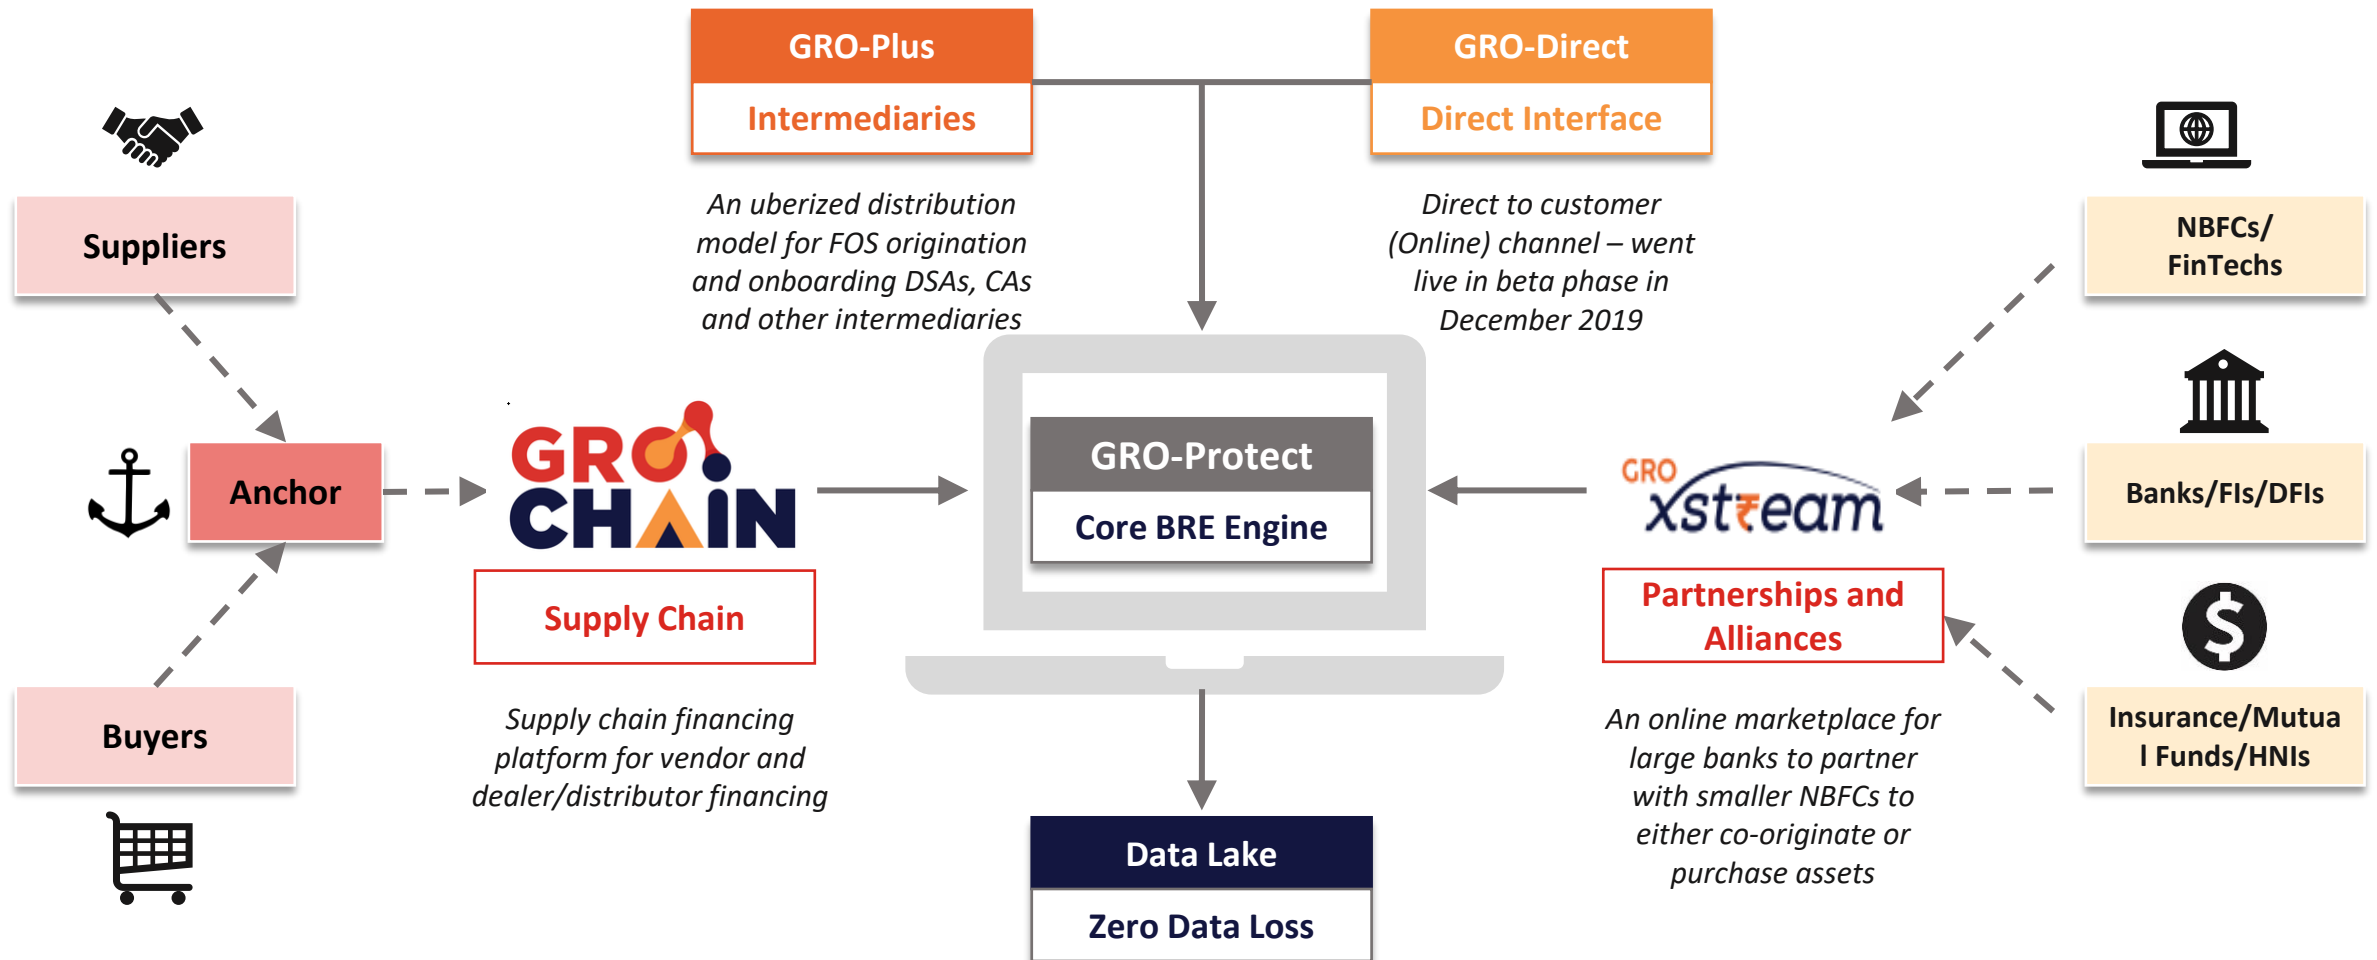 GRO-Plus
Intermediaries
An uberized distribution
model for FOS origination
and onboarding DSAs, CAs
and other intermediaries
GRO-Direct
Direct Interface
Direct to customer
(Online) channel – went
live in beta phase in
December 2019
Suppliers
Anchor
Buyers
GRO
CHAIN
Supply Chain
Supply chain financing
platform for vendor and
dealer/distributor financing
GRO-Protect
Core BRE Engine
Data Lake
Zero Data Loss
GRO
xst₹eam
Partnerships and
Alliances
An online marketplace for
large banks to partner
with smaller NBFCs to
either co-originate or
purchase assets
NBFCs/
FinTechs
Banks/FIs/DFIs
$
Insurance/Mutua
l Funds/HNIs